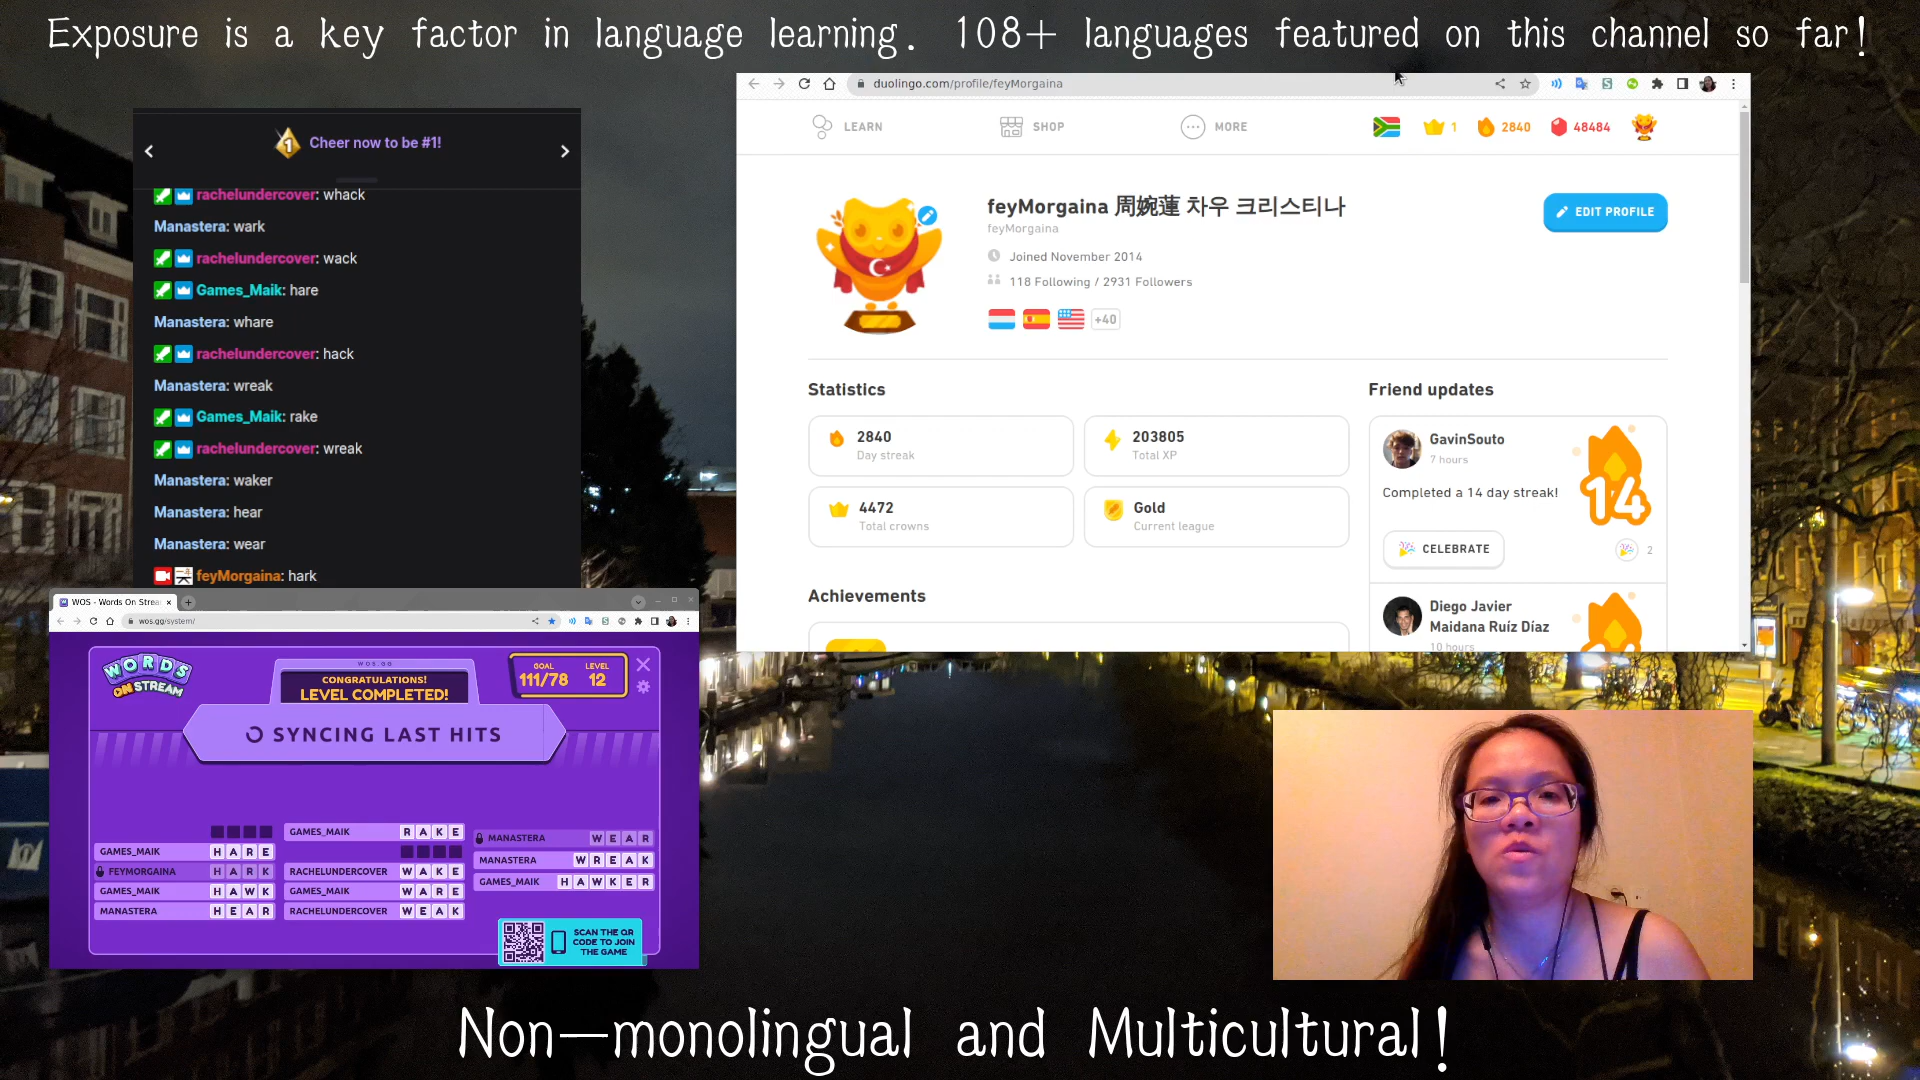 Exposure is a key factor in language learning. 108+ languages featured on this channel so far!
Cheer now to be #1!
rachelundercover: whack
Manastera: wark
rachelundercover: wack
Games_Maik: hare
Manastera: whare
rachelundercover: hack
Manastera: wreak
Games_Maik: rake
rachelundercover: wreak
Manastera: waker
Manastera: hear
Manastera: wear
feyMorgaina: hark
duolingo.com/profile/feyMorgaina
LEARN
SHOP
MORE
1
2840
48484
feyMorgaina 周婉蓮 차우 크리스티나
feyMorgaina
Joined November 2014
118 Following / 2931 Followers
+40
EDIT PROFILE
Statistics
2840
Day streak
203805
Total XP
4472
Total crowns
Gold
Current league
Achievements
Friend updates
GavinSouto
7 hours
Completed a 14 day streak!
14
CELEBRATE
2
Diego Javier
Maidana Ruíz Díaz
10 hours
WOS - Words On Strea
wos.gg/system/
WORDS
ON STREAM
WOS.GG
CONGRATULATIONS!
LEVEL COMPLETED!
GOAL
111/78
LEVEL
12
SYNCING LAST HITS
GAMES_MAIK HARE
FEYMORGAINA HARK
GAMES_MAIK HAWK
MANASTERA HEAR
GAMES_MAIK RAKE
RACHELUNDERCOVER WAKE
GAMES_MAIK WARE
RACHELUNDERCOVER WEAK
MANASTERA WEAR
MANASTERA WREAK
GAMES_MAIK HAWKER
SCAN THE QR
CODE TO JOIN
THE GAME
Non-monolingual and Multicultural!